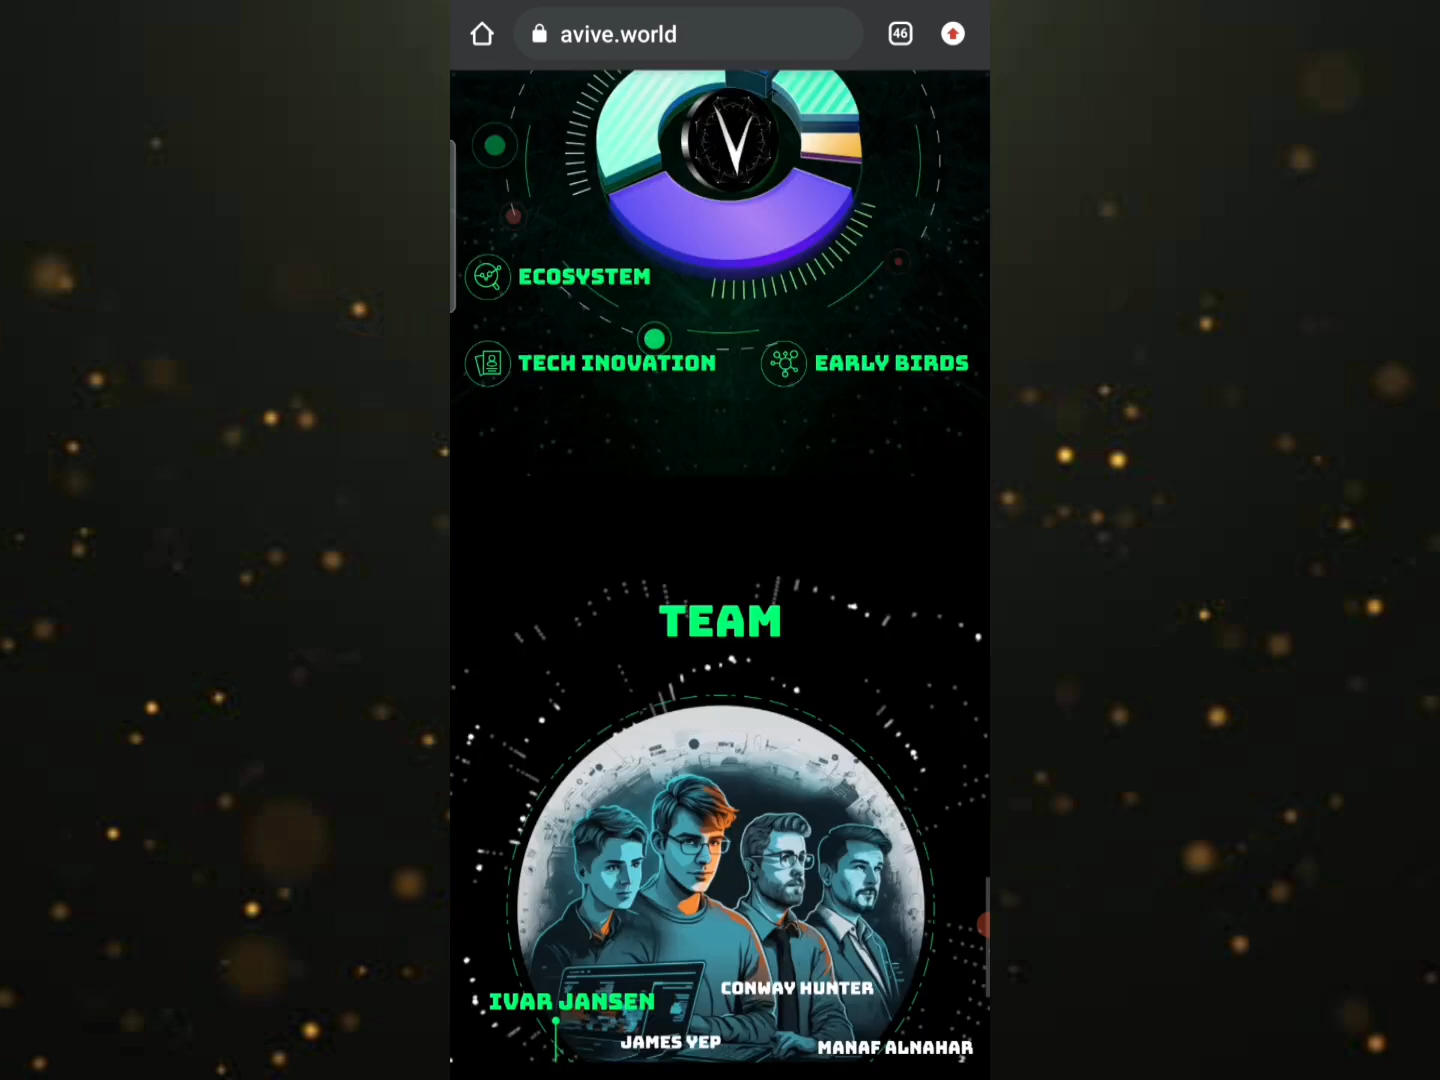 avive.world
46
ECOSYSTEM
TECH INOVATION
EARLY BIRDS
TEAM
CONWAY HUNTER
IVAR JANSEN
JAMES YEP
MANAF ALNAHAR